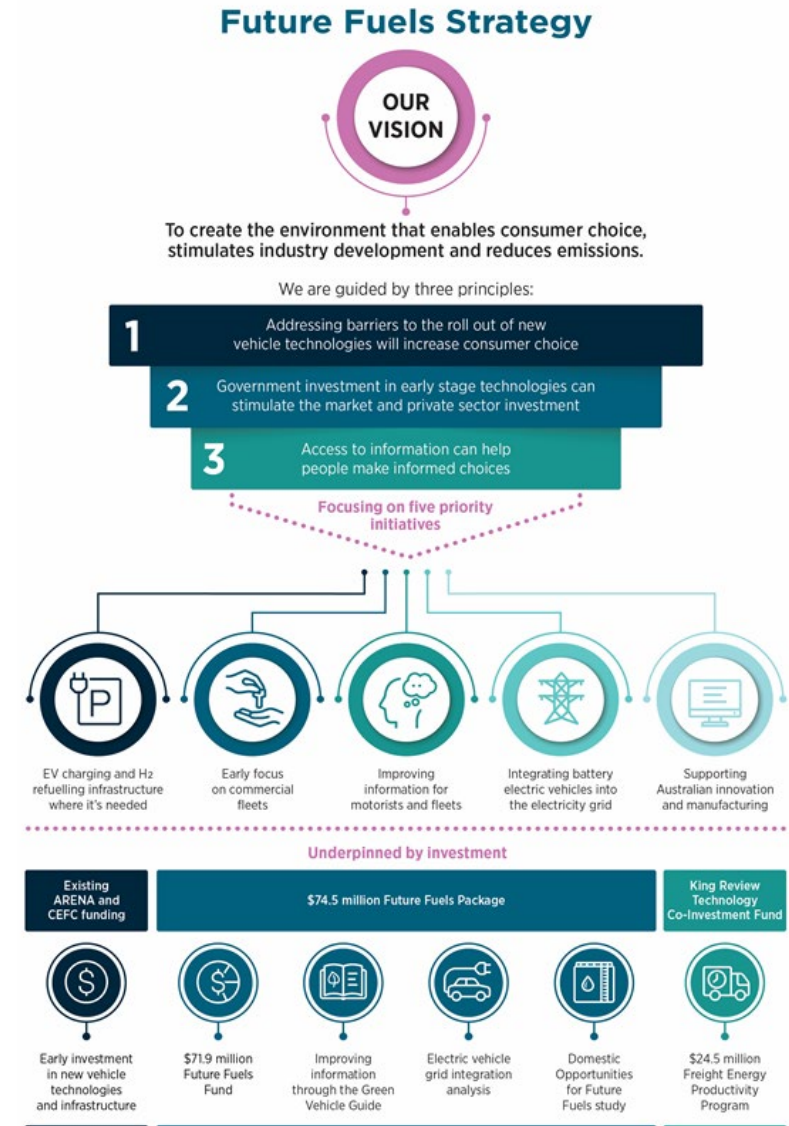 Future Fuels Strategy
OUR
VISION
To create the environment that enables consumer choice,
stimulates industry development and reduces emissions.
We are guided by three principles:
1
Addressing barriers to the roll out of new
vehicle technologies will increase consumer choice
2
Government investment in early stage technologies can
stimulate the market and private sector investment
3
Access to information can help
people make informed choices
Focusing on five priority
initiatives
P
EV charging and H2
refuelling infrastructure
where it's needed
Early focus
on commercial
fleets
Improving
information for
motorists and fleets
Integrating battery
electric vehicles into
the electricity grid
Supporting
Australian innovation
and manufacturing
Underpinned by investment
Existing
ARENA and
CEFC funding
$74.5 million Future Fuels Package
King Review
Technology
Co-Investment Fund
$
$
Early investment
in new vehicle
technologies
and infrastructure
$71.9 million
Future Fuels
Fund
Improving
information
through the Green
Vehicle Guide
Electric vehicle
grid integration
analysis
Domestic
Opportunities
for Future
Fuels study
$24.5 million
Freight Energy
Productivity
Program